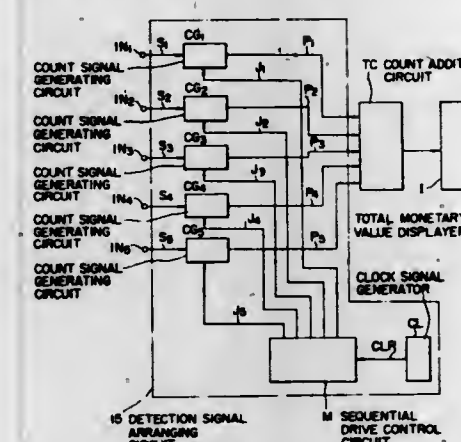 IN1 S1 CG1 P1
COUNT SIGNAL
GENERATING
CIRCUIT
J1
TC COUNT ADDIT
CIRCUIT
IN2 S2 CG2 P2
COUNT SIGNAL
GENERATING
CIRCUIT
J2
IN3 S3 CG3 P3
COUNT SIGNAL
GENERATING
CIRCUIT
J3
IN4 S4 CG4 P4
COUNT SIGNAL
GENERATING
CIRCUIT
J4
I
TOTAL MONETARY
VALUE DISPLAYER
IN5 S5 CG5 P5
COUNT SIGNAL
GENERATING
CIRCUIT
J5
CLOCK SIGNAL
GENERATOR
CL
CLR
15 DETECTION SIGNAL
ARRANGING
CIRCUIT
M SEQUENTIAL
DRIVE CONTROL
CIRCUIT